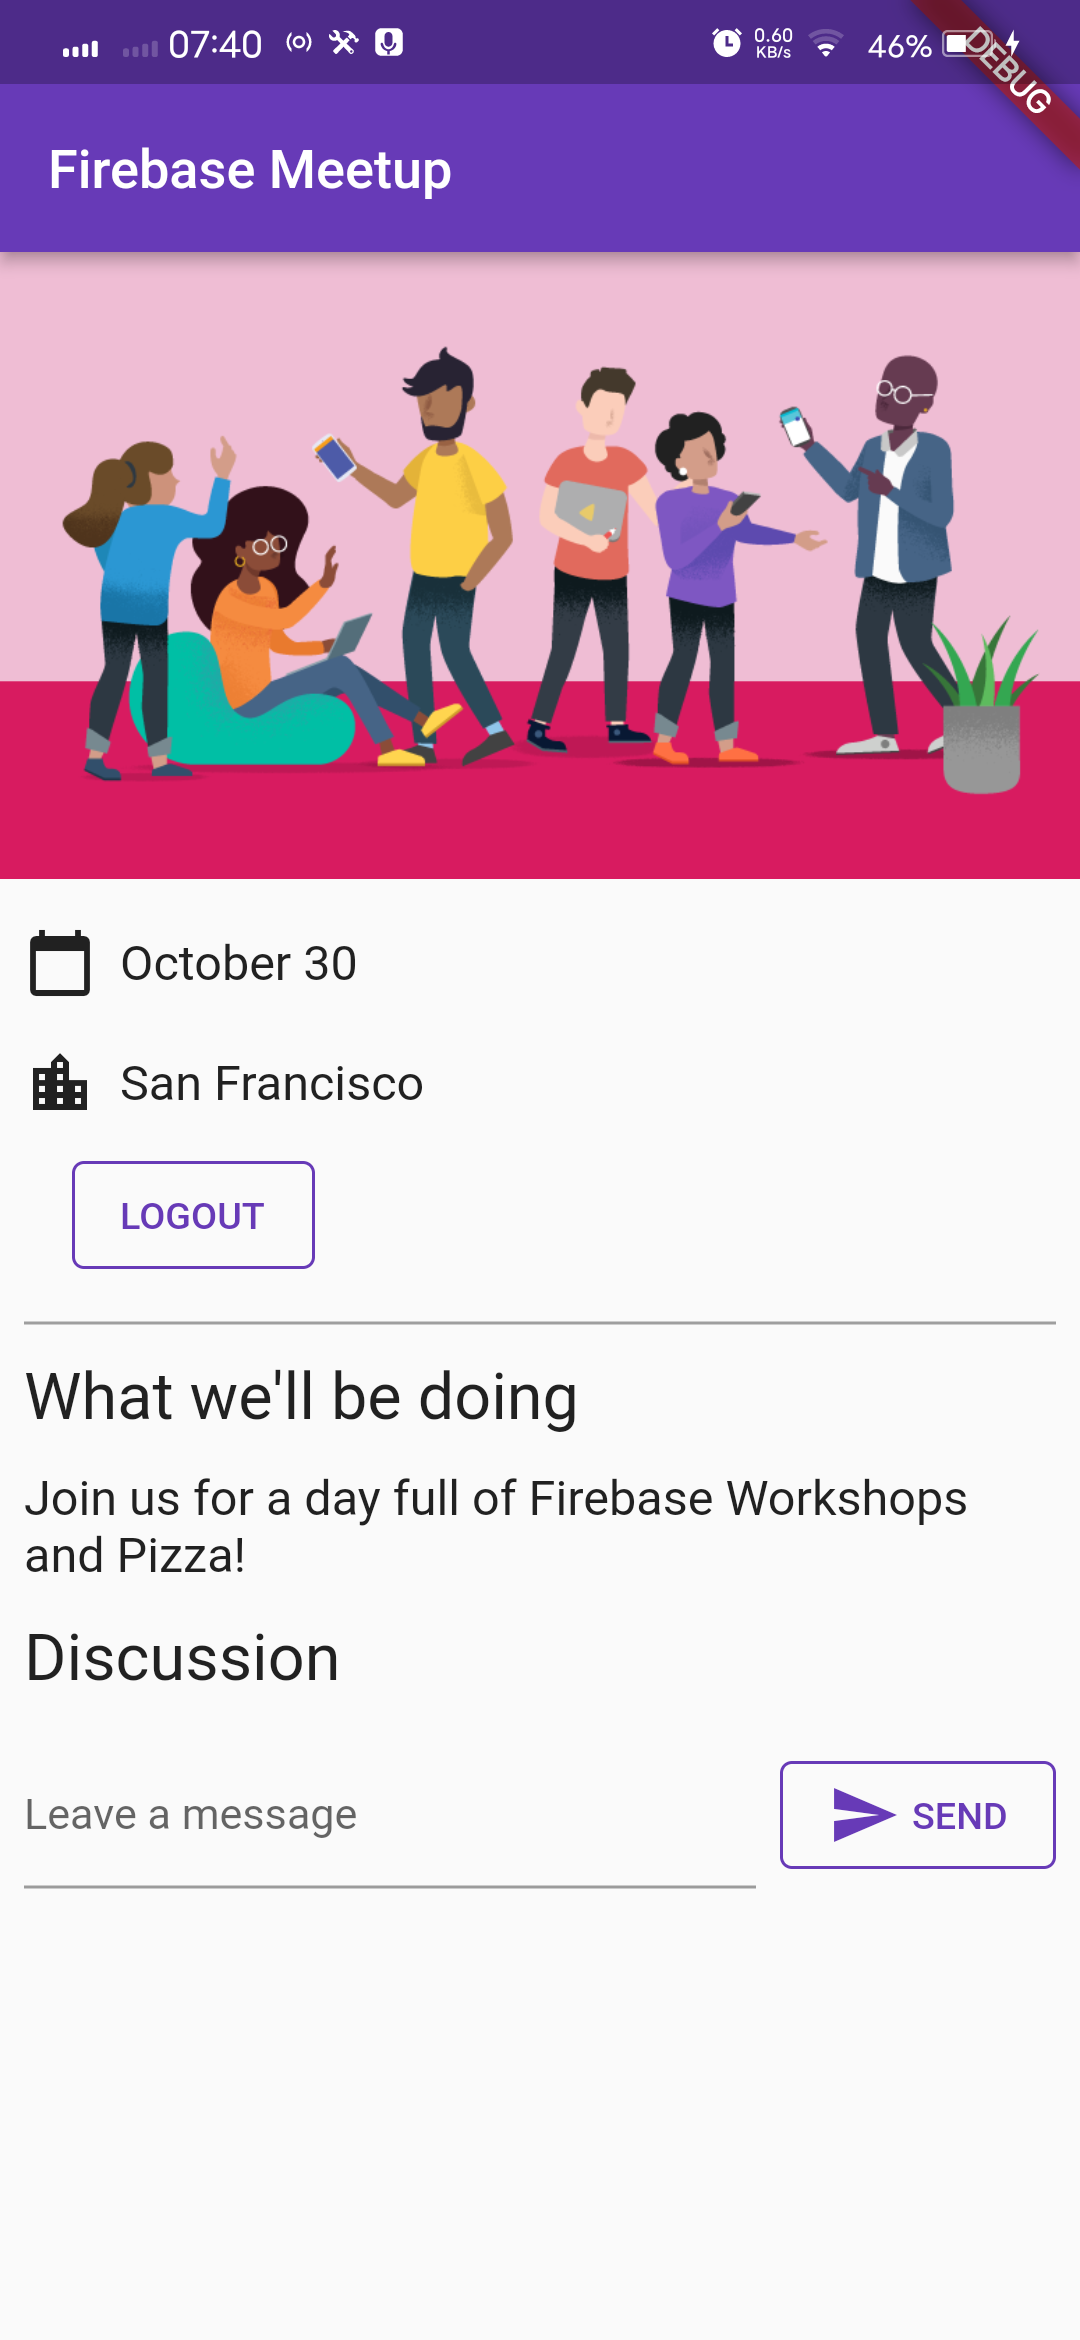 07:40 0.60 KB/s 46%
DEBUG
Firebase Meetup
October 30
San Francisco
LOGOUT
What we'll be doing
Join us for a day full of Firebase Workshops
and Pizza!
Discussion
Leave a message SEND